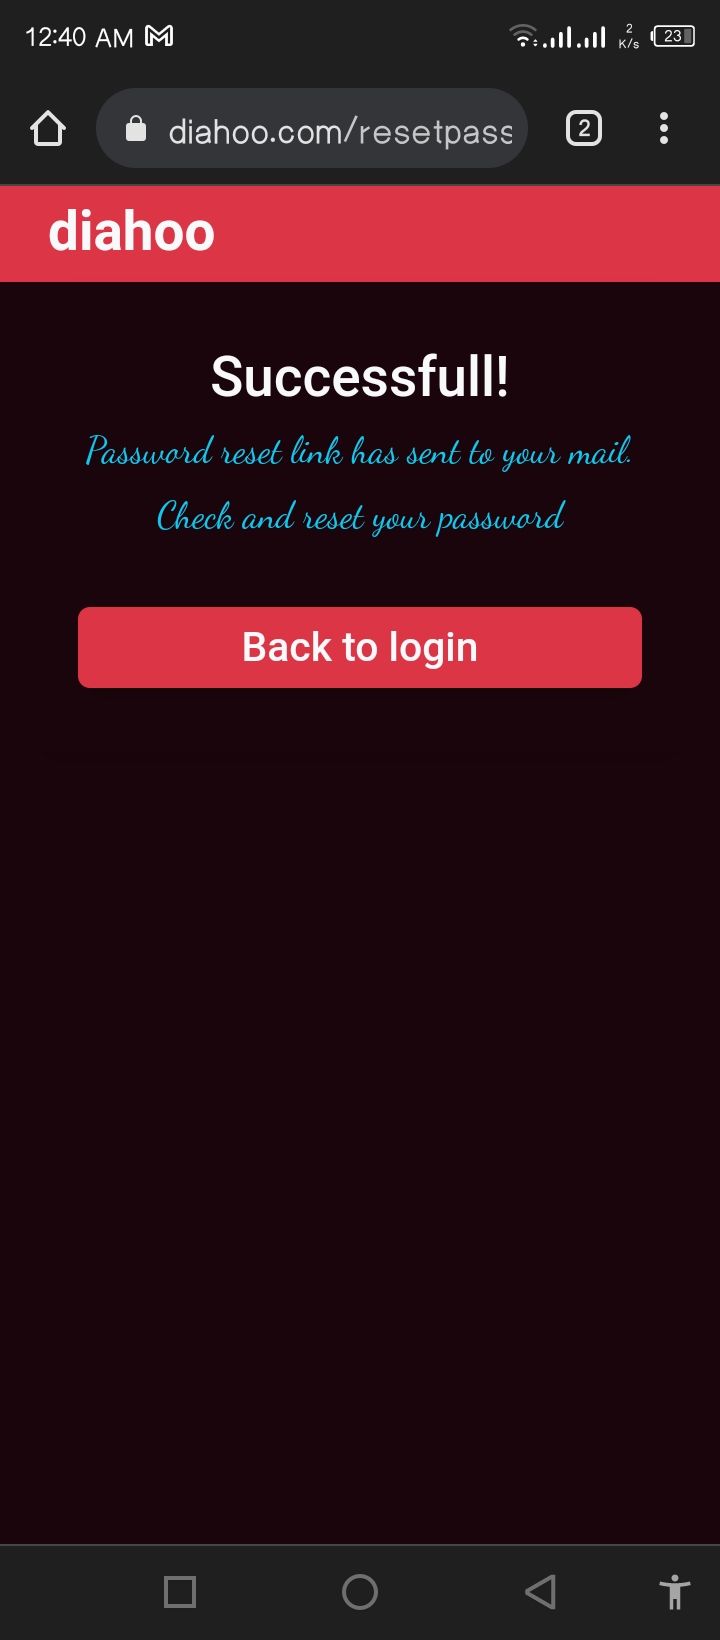 12:40 AM
2
K/s
23
diahoo.com/resetpass
2
diahoo
Successfull!
Password reset link has sent to your mail.
Check and reset your password
Back to login